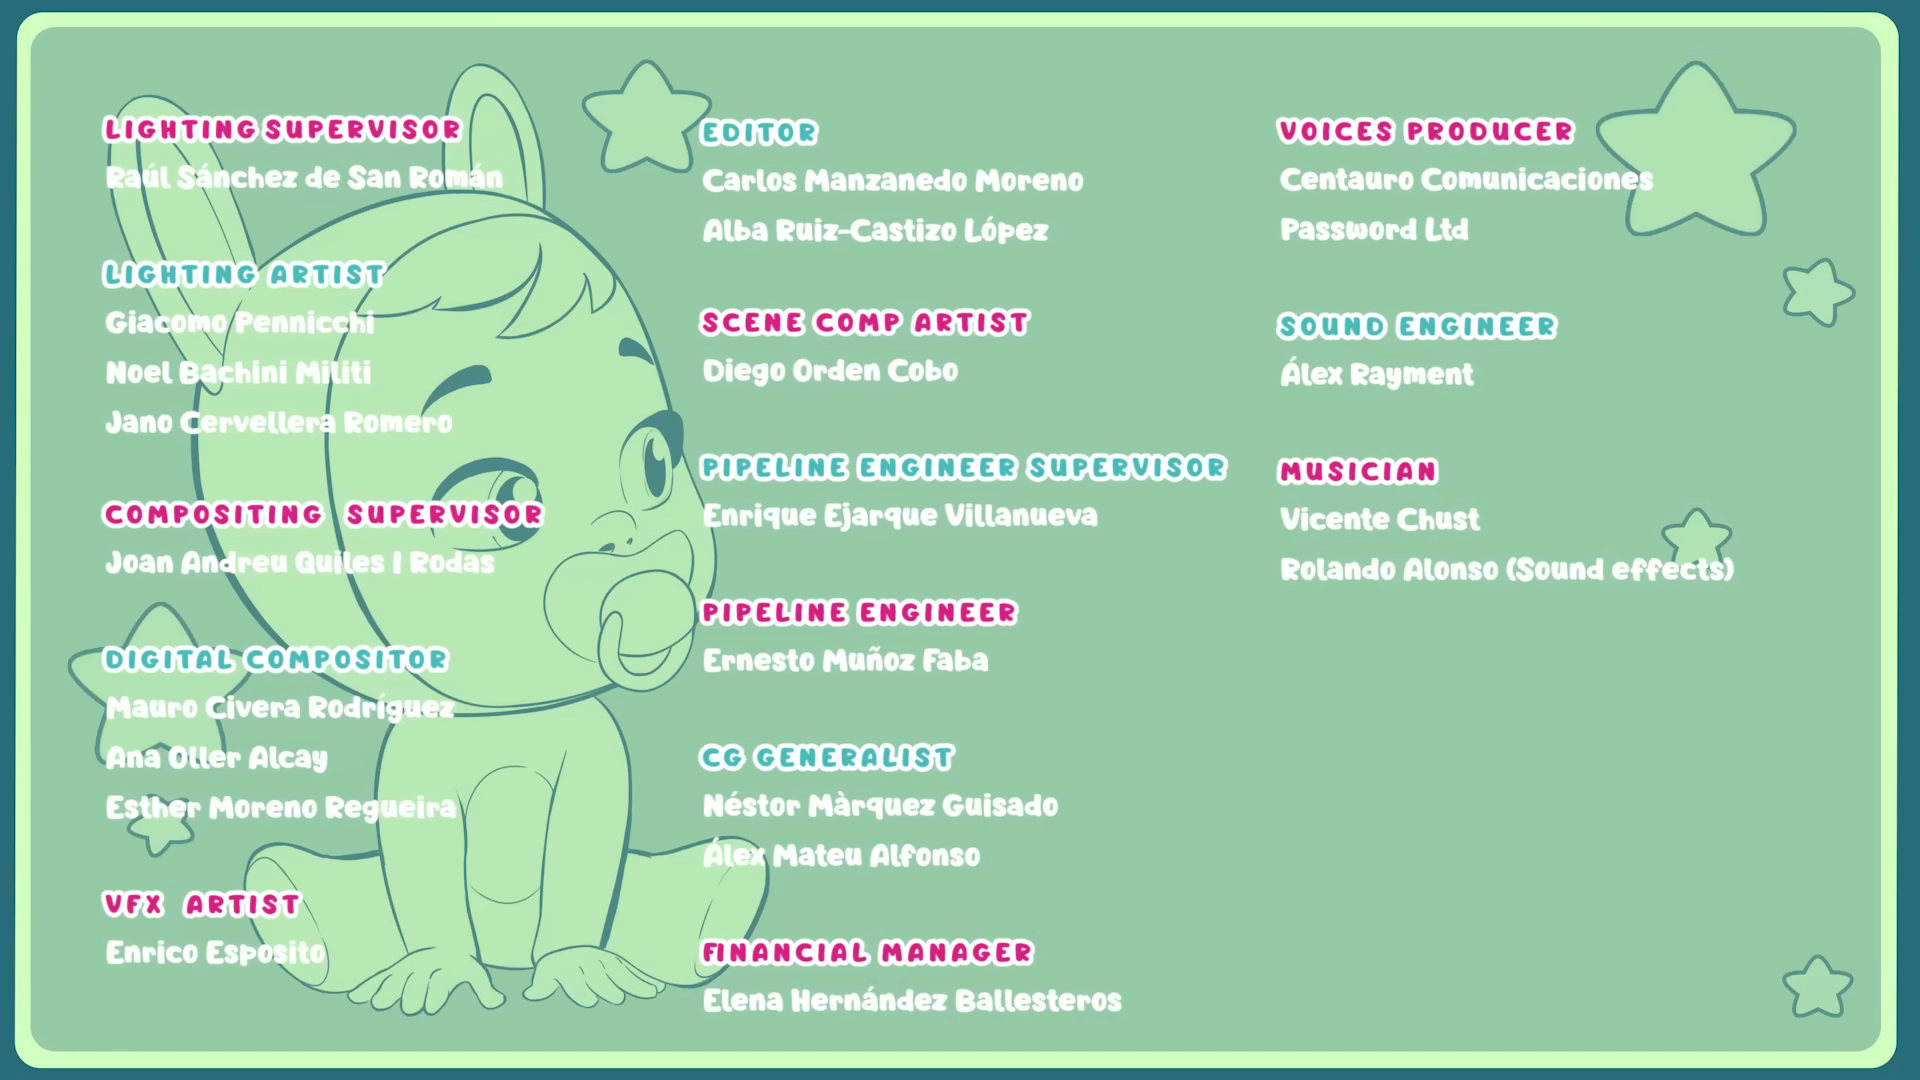 LIGHTING SUPERVISOR
Raúl Sánchez de San Román
LIGHTING ARTIST
Giacomo Pennicchi
Noel Bachini Militi
Jano Cervellera Romero
COMPOSITING SUPERVISOR
Joan Andreu Quiles I Rodas
DIGITAL COMPOSITOR
Mauro Civera Rodríguez
Ana Oller Alcay
Esther Moreno Regueira
VFX ARTIST
Enrico Esposito
EDITOR
Carlos Manzanedo Moreno
Alba Ruiz-Castizo López
SCENE COMP ARTIST
Diego Orden Cobo
PIPELINE ENGINEER SUPERVISOR
Enrique Ejarque Villanueva
PIPELINE ENGINEER
Ernesto Muñoz Faba
CG GENERALIST
Néstor Màrquez Guisado
Álex Mateu Alfonso
FINANCIAL MANAGER
Elena Hernández Ballesteros
VOICES PRODUCER
Centauro Comunicaciones
Password Ltd
SOUND ENGINEER
Álex Rayment
MUSICIAN
Vicente Chust
Rolando Alonso (Sound effects)